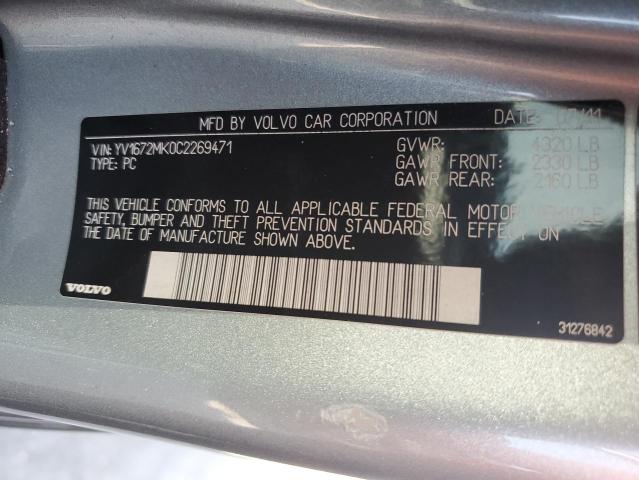 MFD BY VOLVO CAR CORPORATION DATE: /11
VIN: YV1672MK0C2269471 GVWR: 4320 LB
TYPE: PC GAWR FRONT: LB
GAWR REAR: 2160 LB
THIS VEHICLE CONFORMS TO ALL APPLICABLE FEDERAL MOTOR VEHICLE
SAFETY, BUMPER AND THEFT PREVENTION STANDARDS IN EFFECT ON
THE DATE OF MANUFACTURE SHOWN ABOVE.
VOLVO 31276842